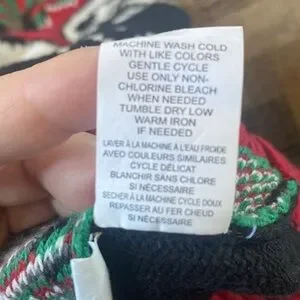 MACHINE WASH COLD
WITH LIKE COLORS
GENTLE CYCLE
USE ONLY NON-
CHLORINE BLEACH
WHEN NEEDED
TUMBLE DRY LOW
WARM IRON
IF NEEDED
LAVER À LA MACHINE À L'EAU FROIDE
AVEC COULEURS SIMILAIRES
CYCLE DÉLICAT
BLANCHIR SANS CHLORE
SI NÉCESSAIRE
SECHER À LA MACHINE CYCLE DOUX
REPASSER AU FER CHEUD
SI NÉCESSAIRE